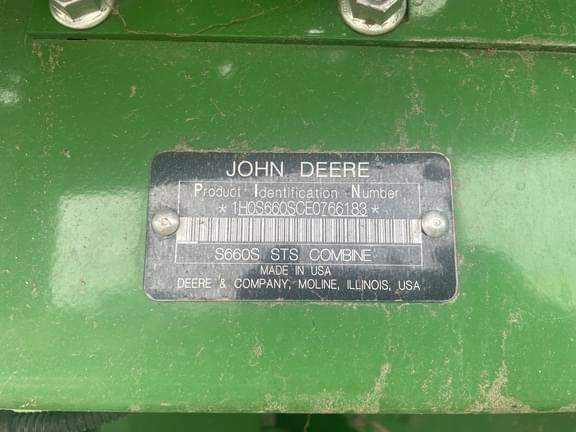 JOHN DEERE
Product Identification Number
*1H0S660SCE0766183*
S660S STS COMBINE
MADE IN USA
DEERE & COMPANY, MOLINE, ILLINOIS, USA